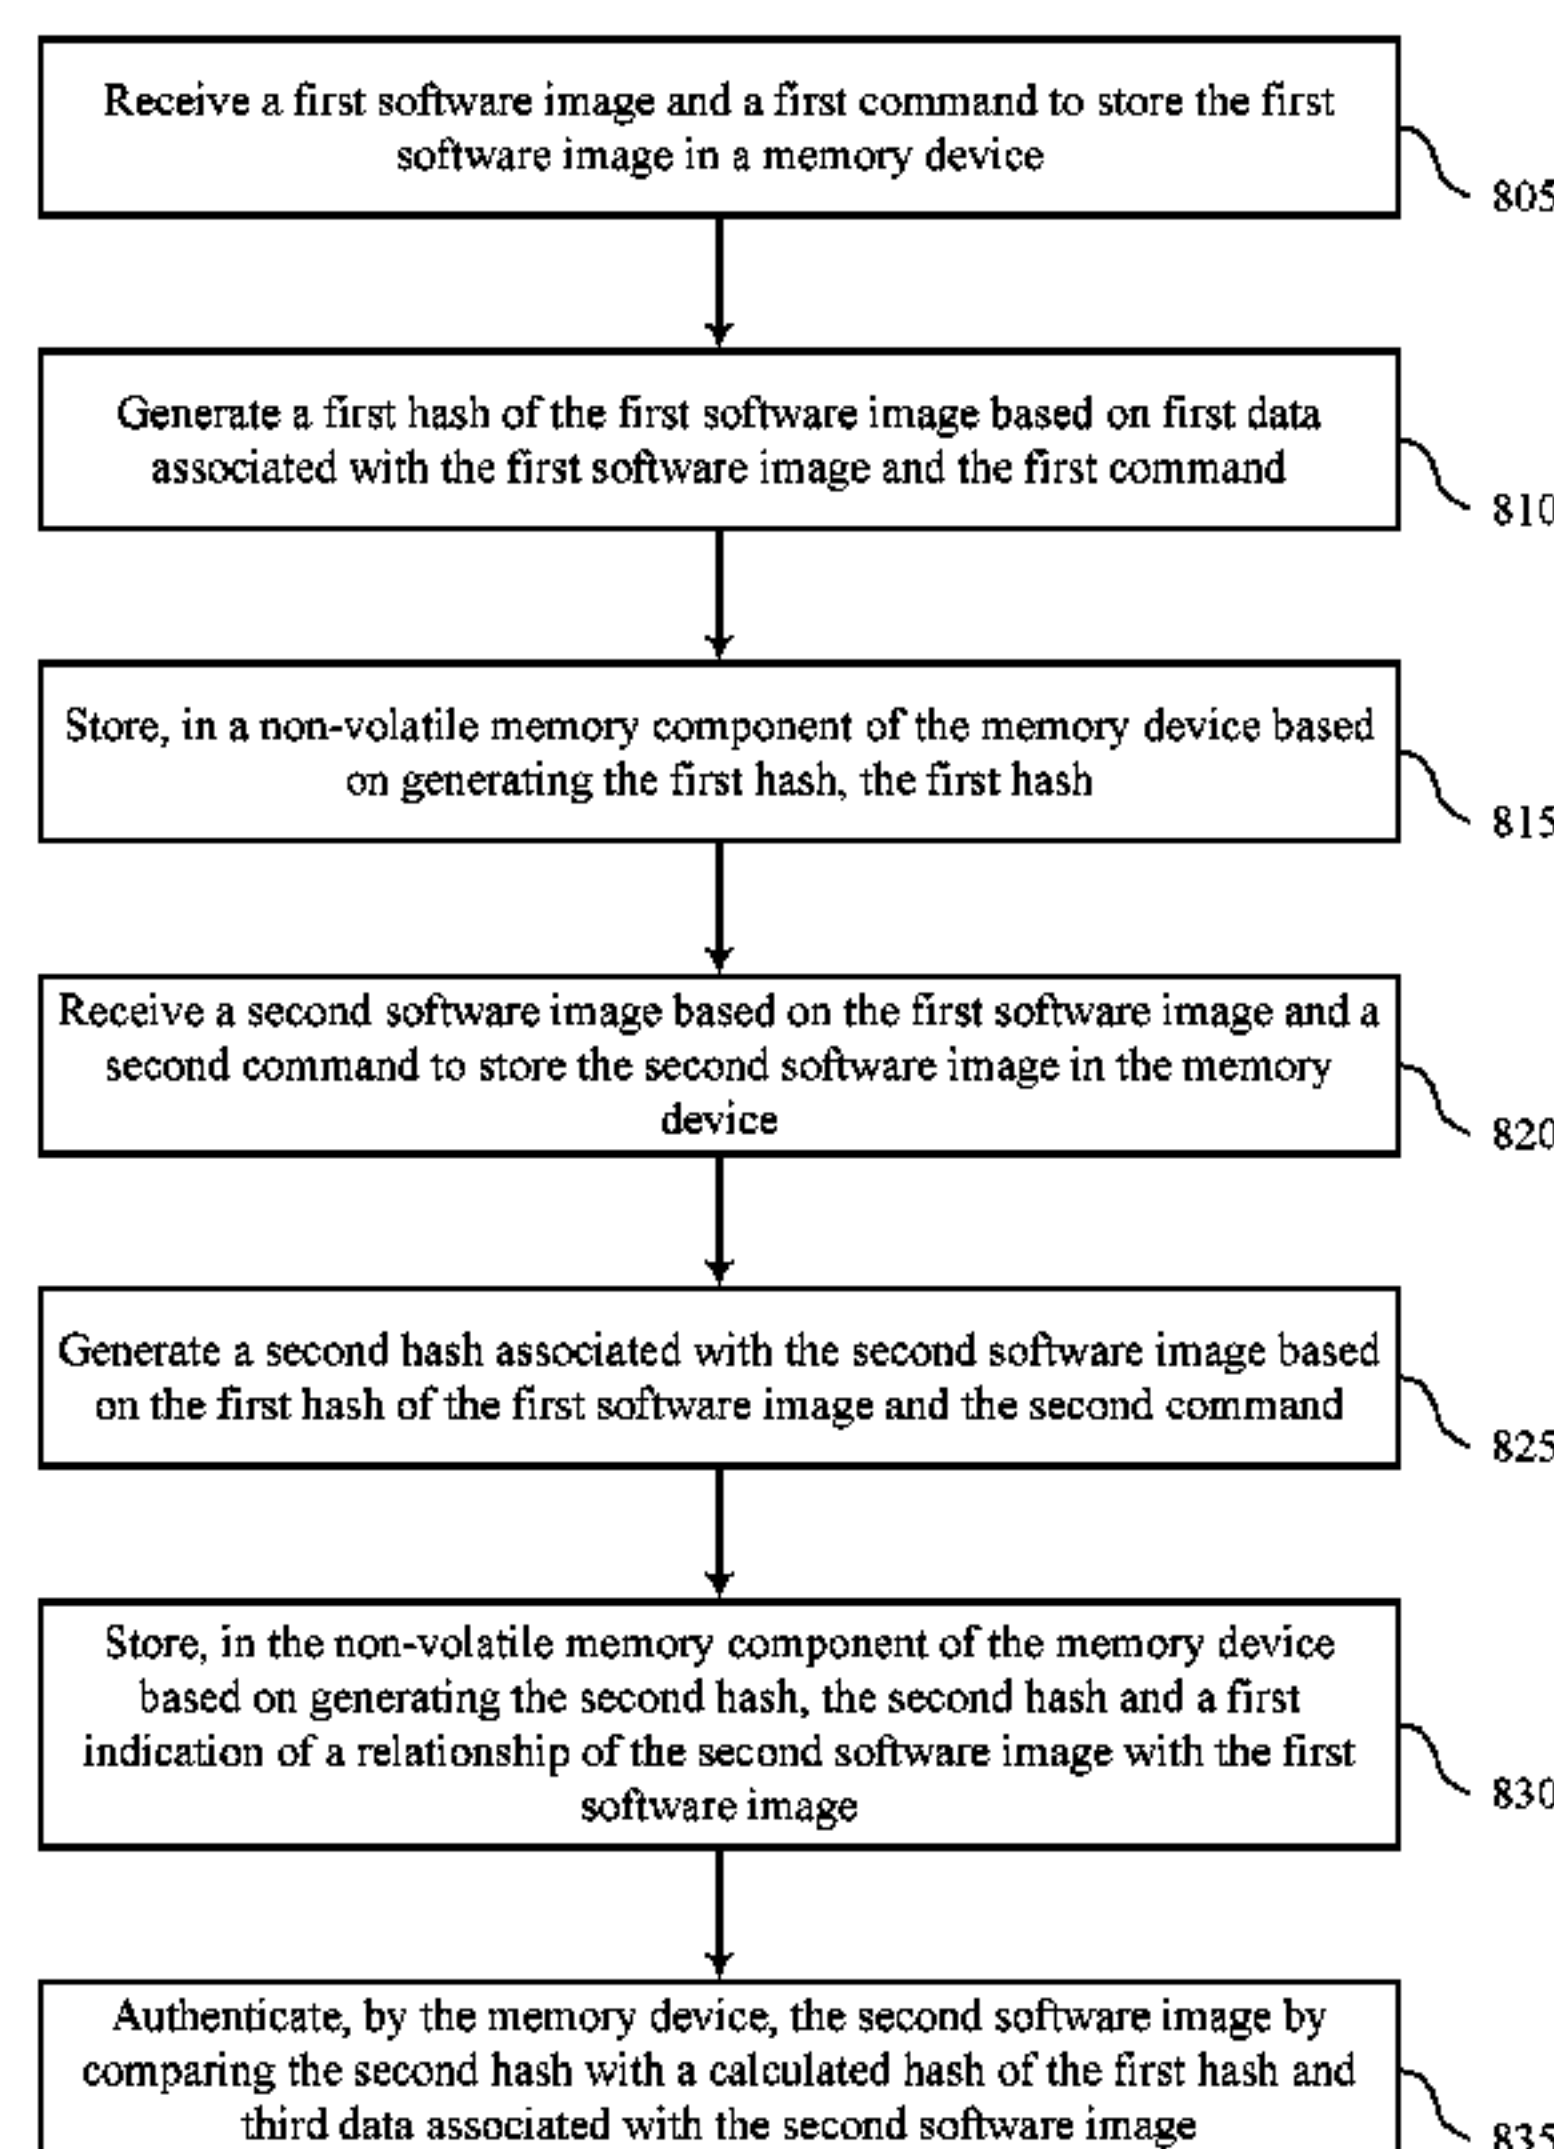 Receive a first software image and a first command to store the first
software image in a memory device
805
Generate a first hash of the first software image based on first data
associated with the first software image and the first command
810
Store, in a non-volatile memory component of the memory device based
on generating the first hash, the first hash
815
Receive a second software image based on the first software image and a
second command to store the second software image in the memory
device
820
Generate a second hash associated with the second software image based
on the first hash of the first software image and the second command
825
Store, in the non-volatile memory component of the memory device
based on generating the second hash, the second hash and a first
indication of a relationship of the second software image with the first
software image
830
Authenticate, by the memory device, the second software image by
comparing the second hash with a calculated hash of the first hash and
third data associated with the second software image
835